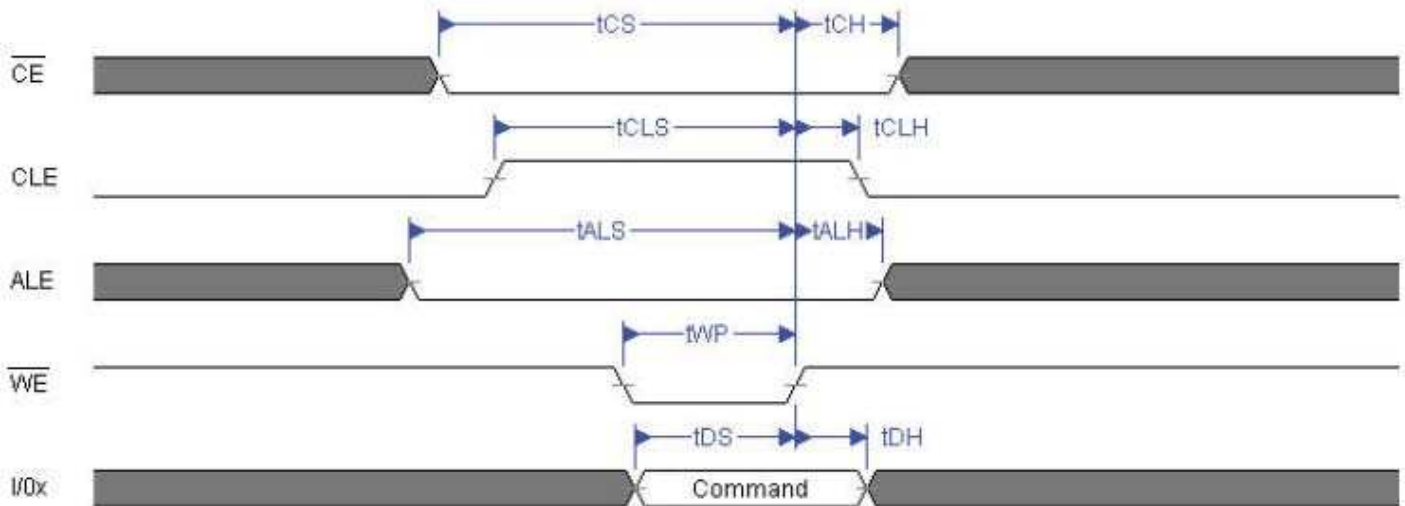 tCS tCH
CE
tCLS tCLH
CLE
tALS tALH
ALE
tWP
WE
tDS tDH
I/0x Command